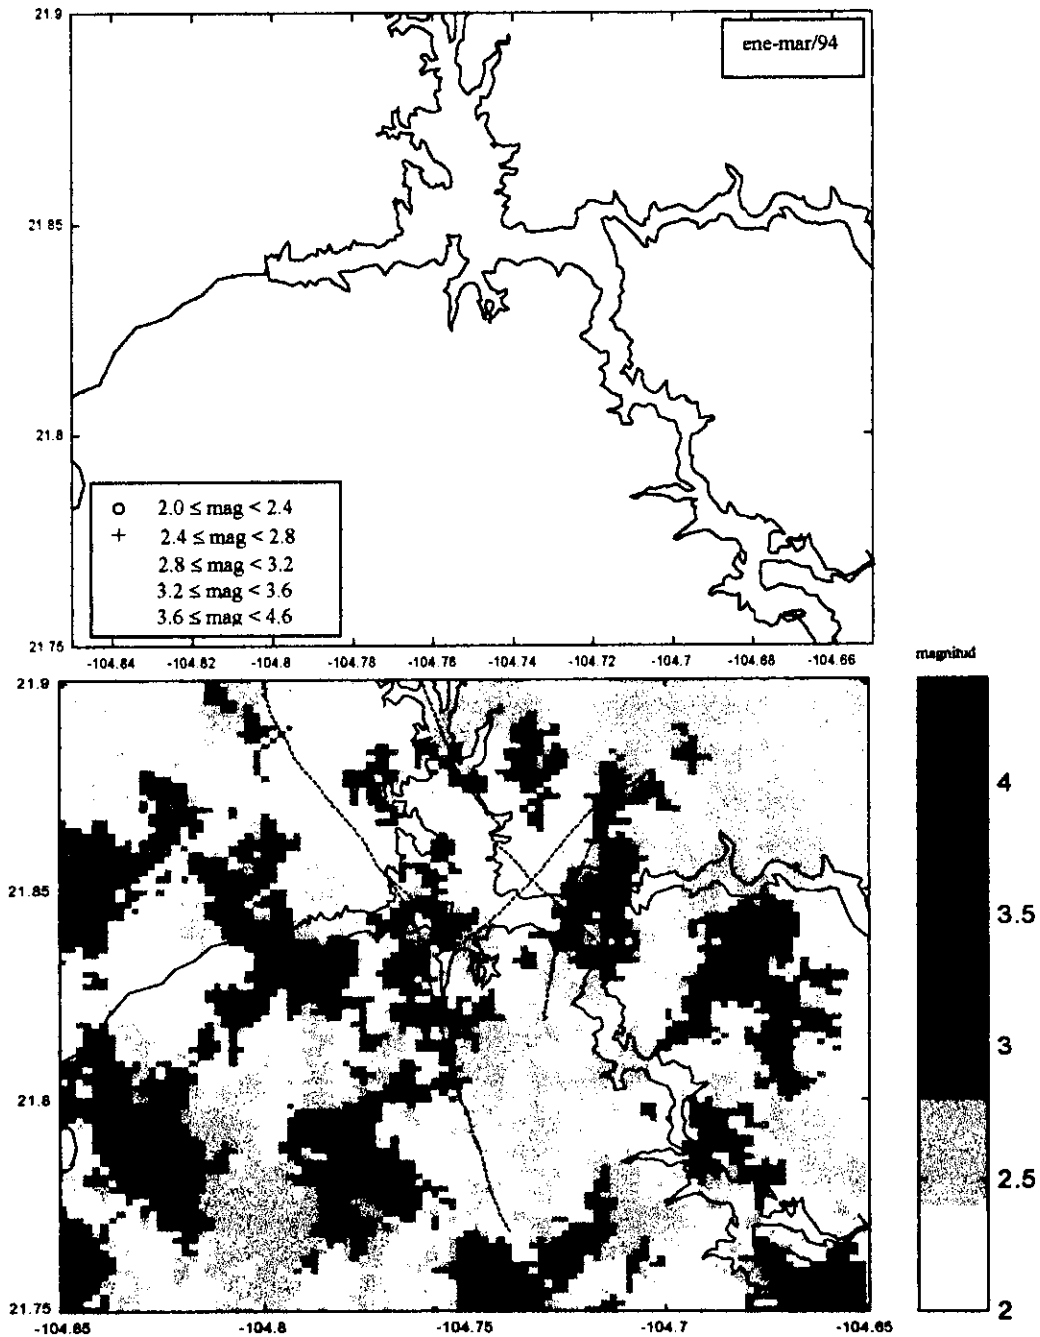 21.9
ene-mar/94
21.85
21.8
o 2.0 ≤ mag < 2.4
+ 2.4 ≤ mag < 2.8
2.8 ≤ mag < 3.2
3.2 ≤ mag < 3.6
3.6 ≤ mag < 4.6
21.75
-104.84 -104.82 -104.8 -104.78 -104.76 -104.74 -104.72 -104.7 -104.68 -104.66
magnitud
21.9
4
21.85
3.5
3
21.8
2.5
21.75
2
-104.85 -104.8 -104.75 -104.7 -104.65